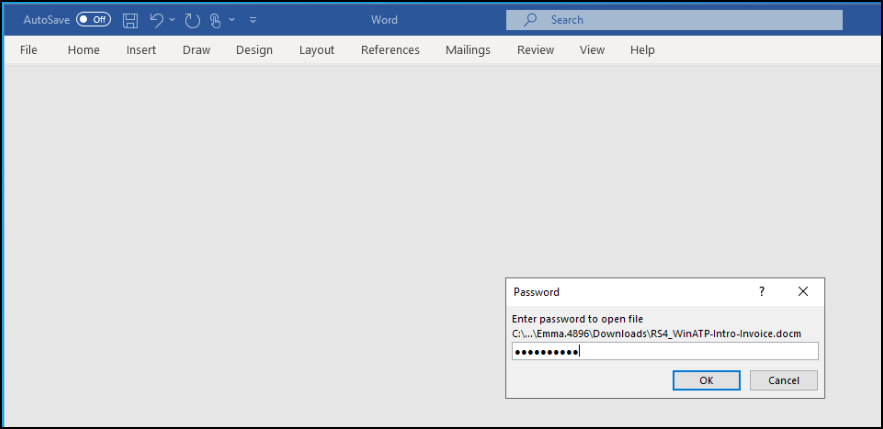 AutoSave Off Word Search
File Home Insert Draw Design Layout References Mailings Review View Help
Password ?
Enter password to open file
C:\...\Emma.4896\Downloads\RS4_WinATP-Intro-Invoice.docm
●●●●●●●●●●
OK Cancel